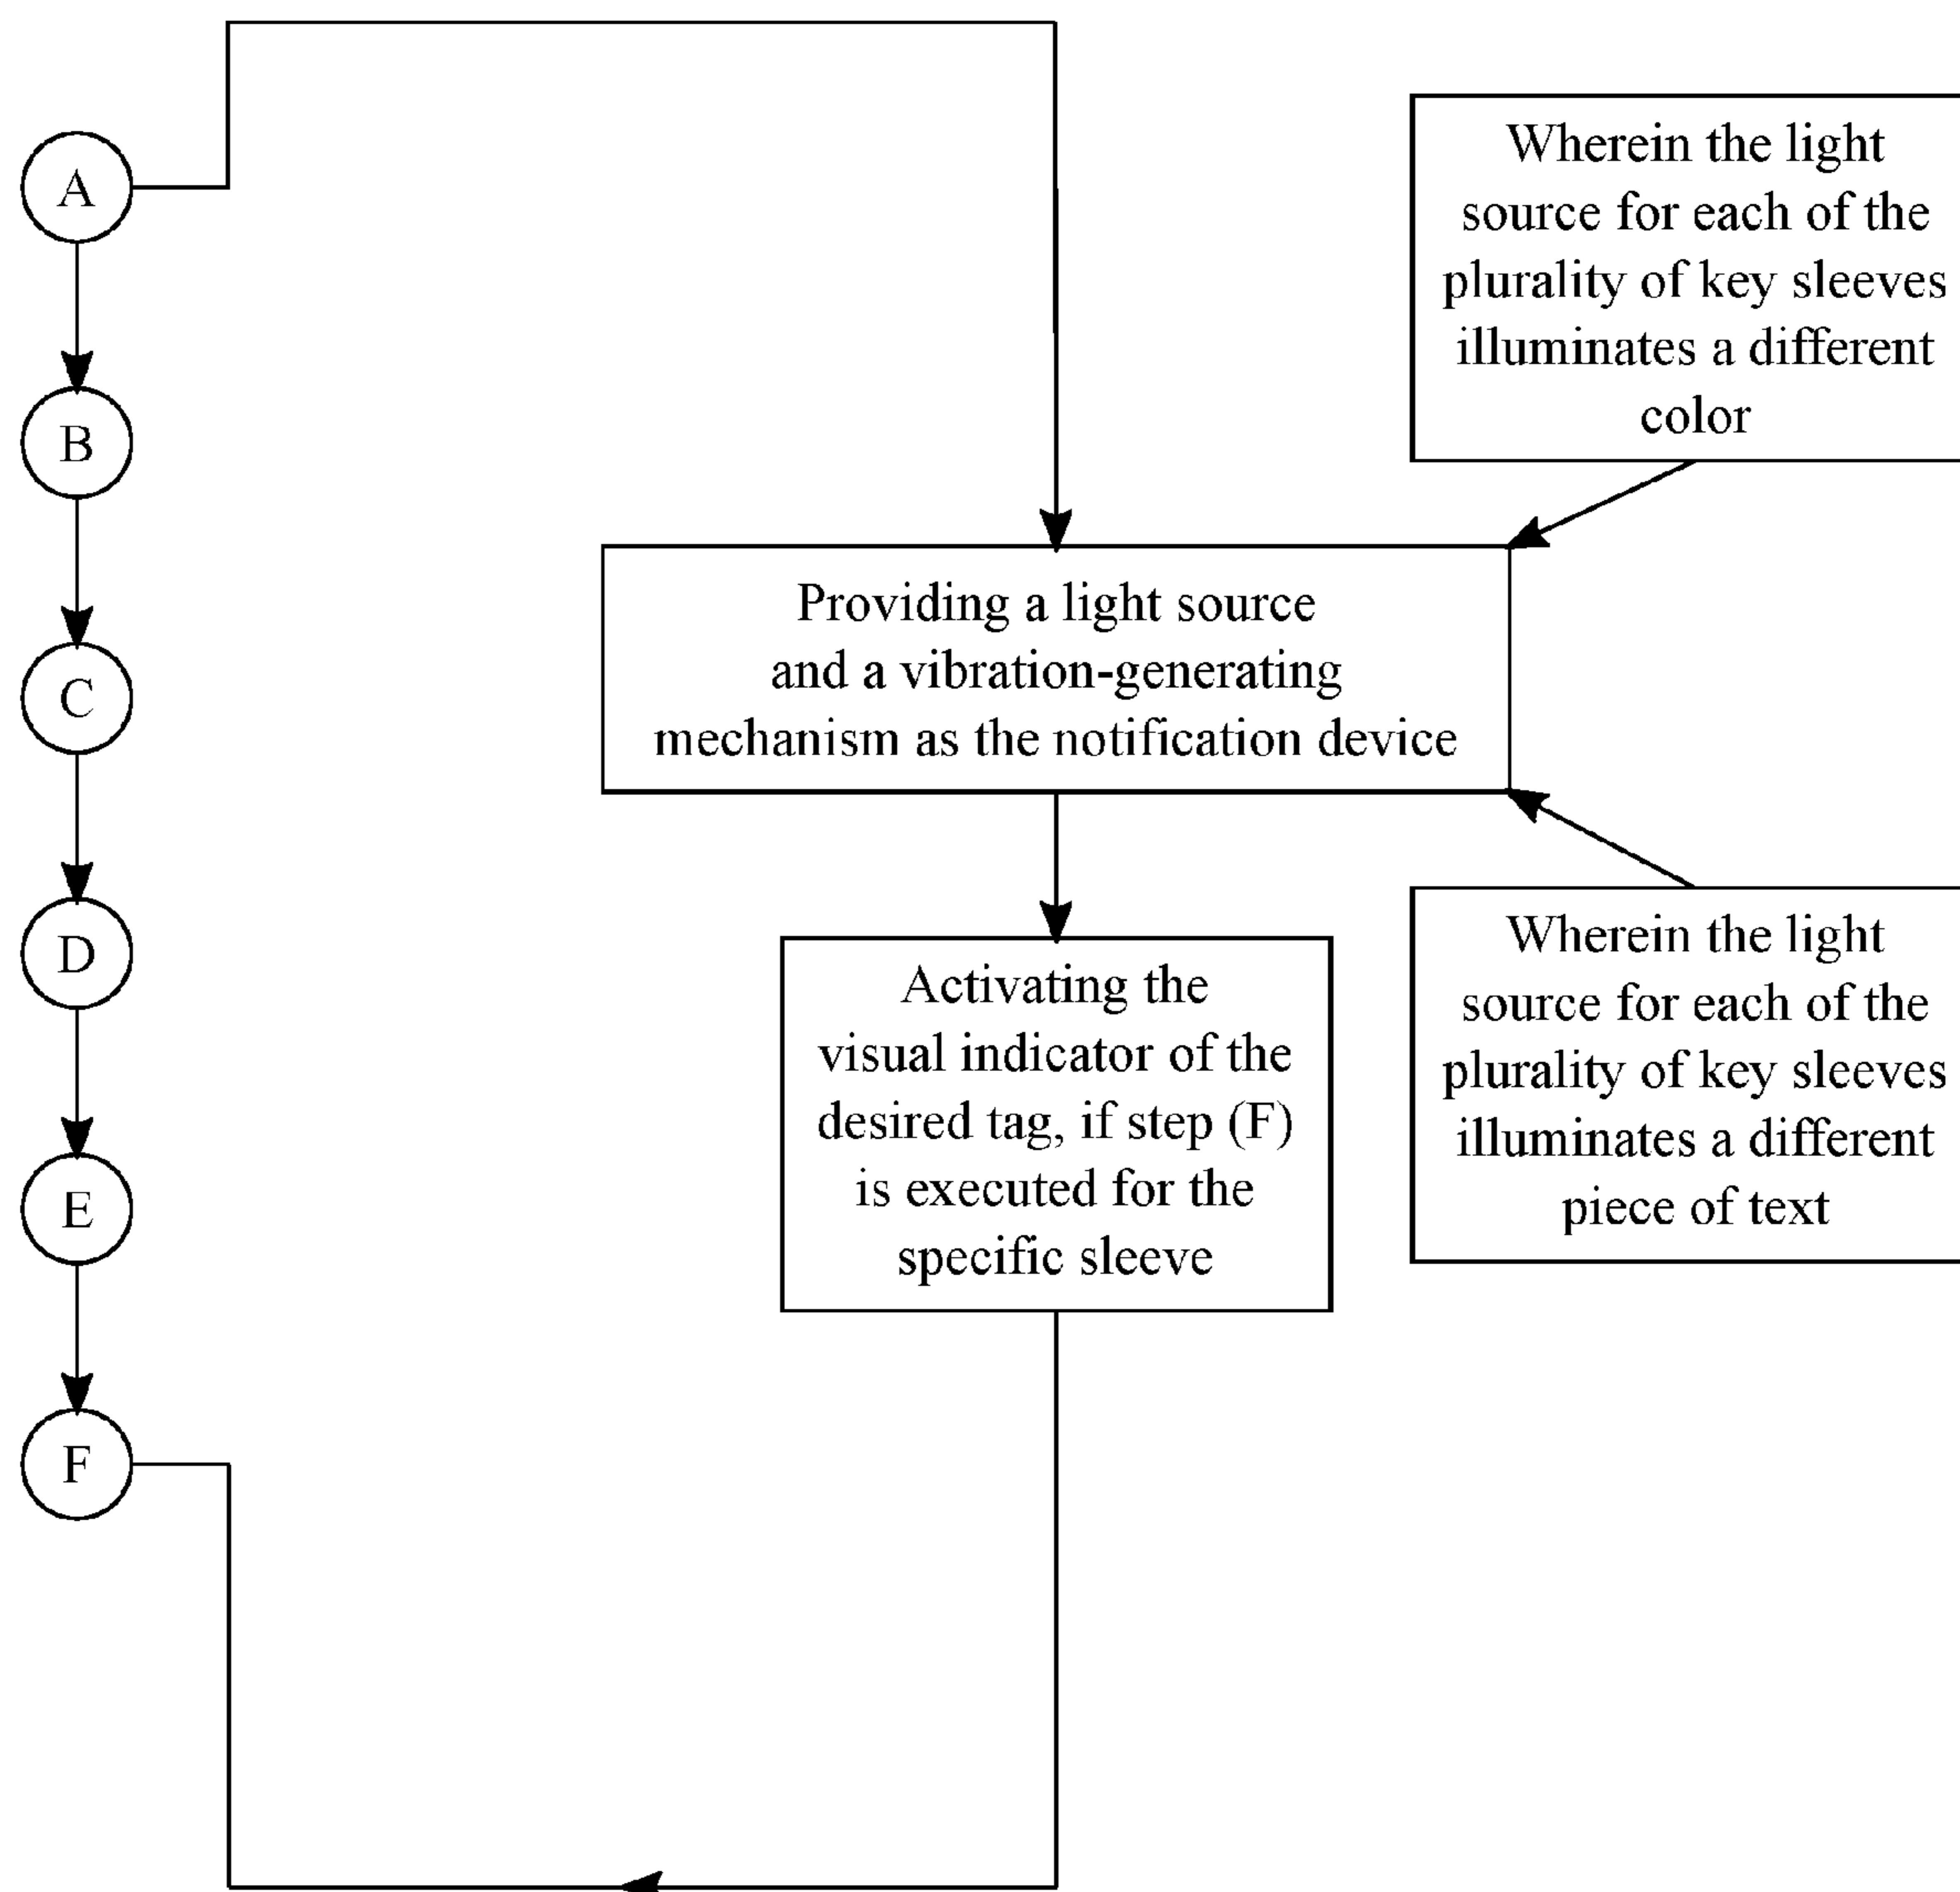 A
B
C
D
E
F
Wherein the light
source for each of the
plurality of key sleeves
illuminates a different
color
Providing a light source
and a vibration-generating
mechanism as the notification device
Activating the
visual indicator of the
desired tag, if step (F)
is executed for the
specific sleeve
Wherein the light
source for each of the
plurality of key sleeves
illuminates a different
piece of text